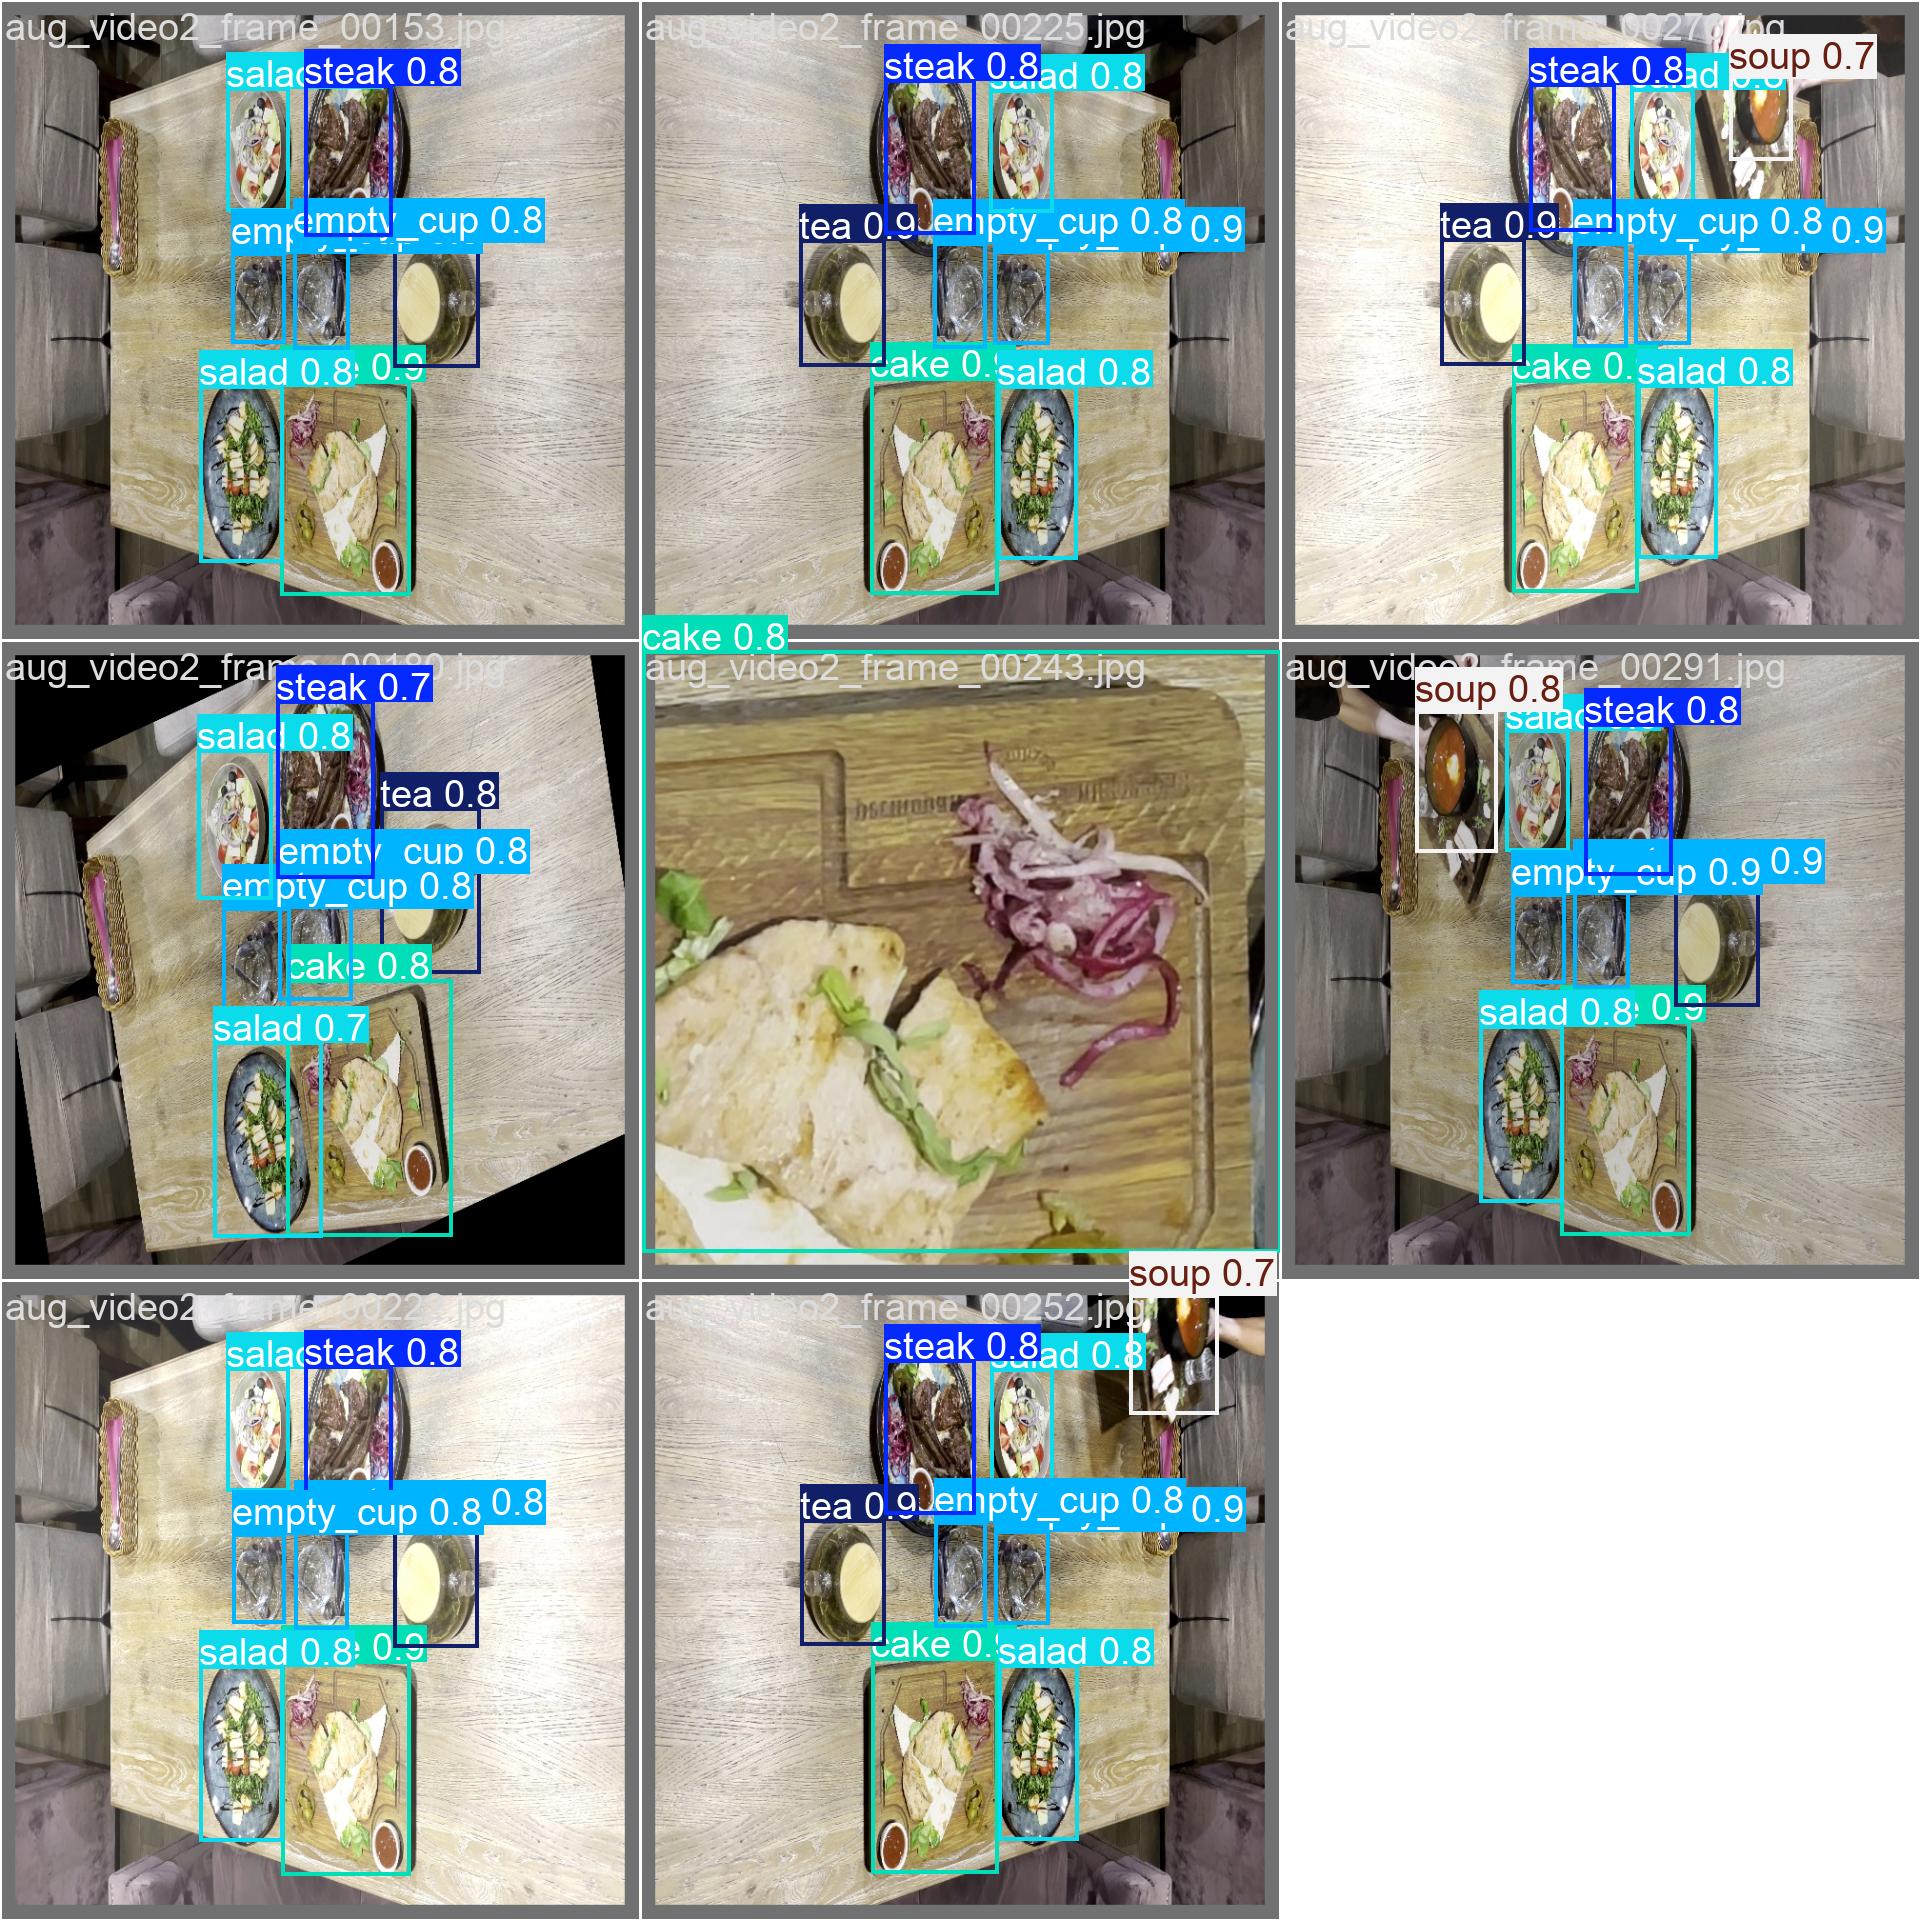 aug_video2_frame_00153.jpg
steak 0.8
empty_cup 0.8
salad 0.8
0.9
aug_video2_frame_00225.jpg
steak 0.8
salad 0.8
tea 0.9
empty_cup 0.8
0.9
cake 0.
salad 0.8
soup 0.7
steak 0.8
tea 0.9
empty_cup 0.8
0.9
cake 0.
salad 0.8
steak 0.7
salad 0.8
tea 0.8
empty_cup 0.8
empty_cup 0.8
cake 0.8
salad 0.7
cake 0.8
aug_video2_frame_00243.jpg
aug_video2_frame_00291.jpg
soup 0.8
steak 0.8
empty_cup 0.9
0.9
salad 0.8
0.9
steak 0.8
empty_cup 0.8
0.8
salad 0.8
0.9
soup 0.7
aug_video2_frame_00252.jpg
steak 0.8
salad 0.8
tea 0.9
empty_cup 0.8
0.9
cake 0.
salad 0.8